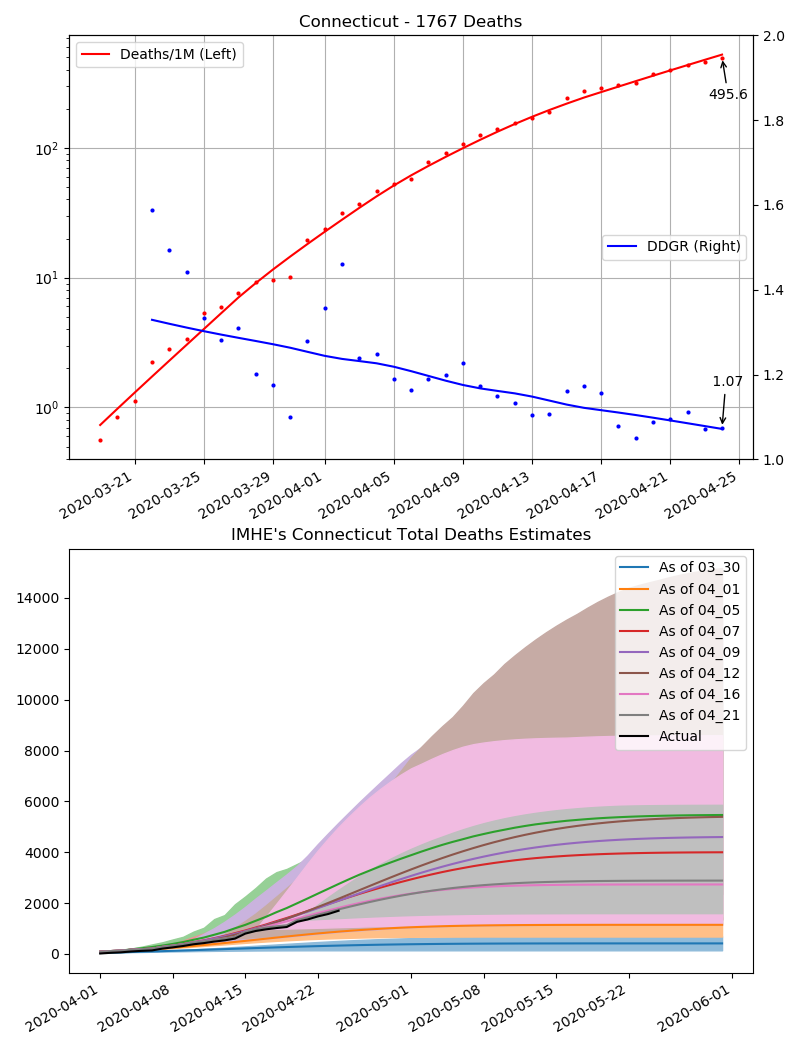 Connecticut - 1767 Deaths
Deaths/1M (Left)
DDGR (Right)
495.6
1.07
10²
10¹
10⁰
2.0
1.8
1.6
1.4
1.2
1.0
2020-03-21
2020-03-25
2020-03-29
2020-04-01
2020-04-05
2020-04-09
2020-04-13
2020-04-17
2020-04-21
2020-04-25
IMHE's Connecticut Total Deaths Estimates
As of 03_30
As of 04_01
As of 04_05
As of 04_07
As of 04_09
As of 04_12
As of 04_16
As of 04_21
Actual
14000
12000
10000
8000
6000
4000
2000
0
2020-04-01
2020-04-08
2020-04-15
2020-04-22
2020-05-01
2020-05-08
2020-05-15
2020-05-22
2020-06-01